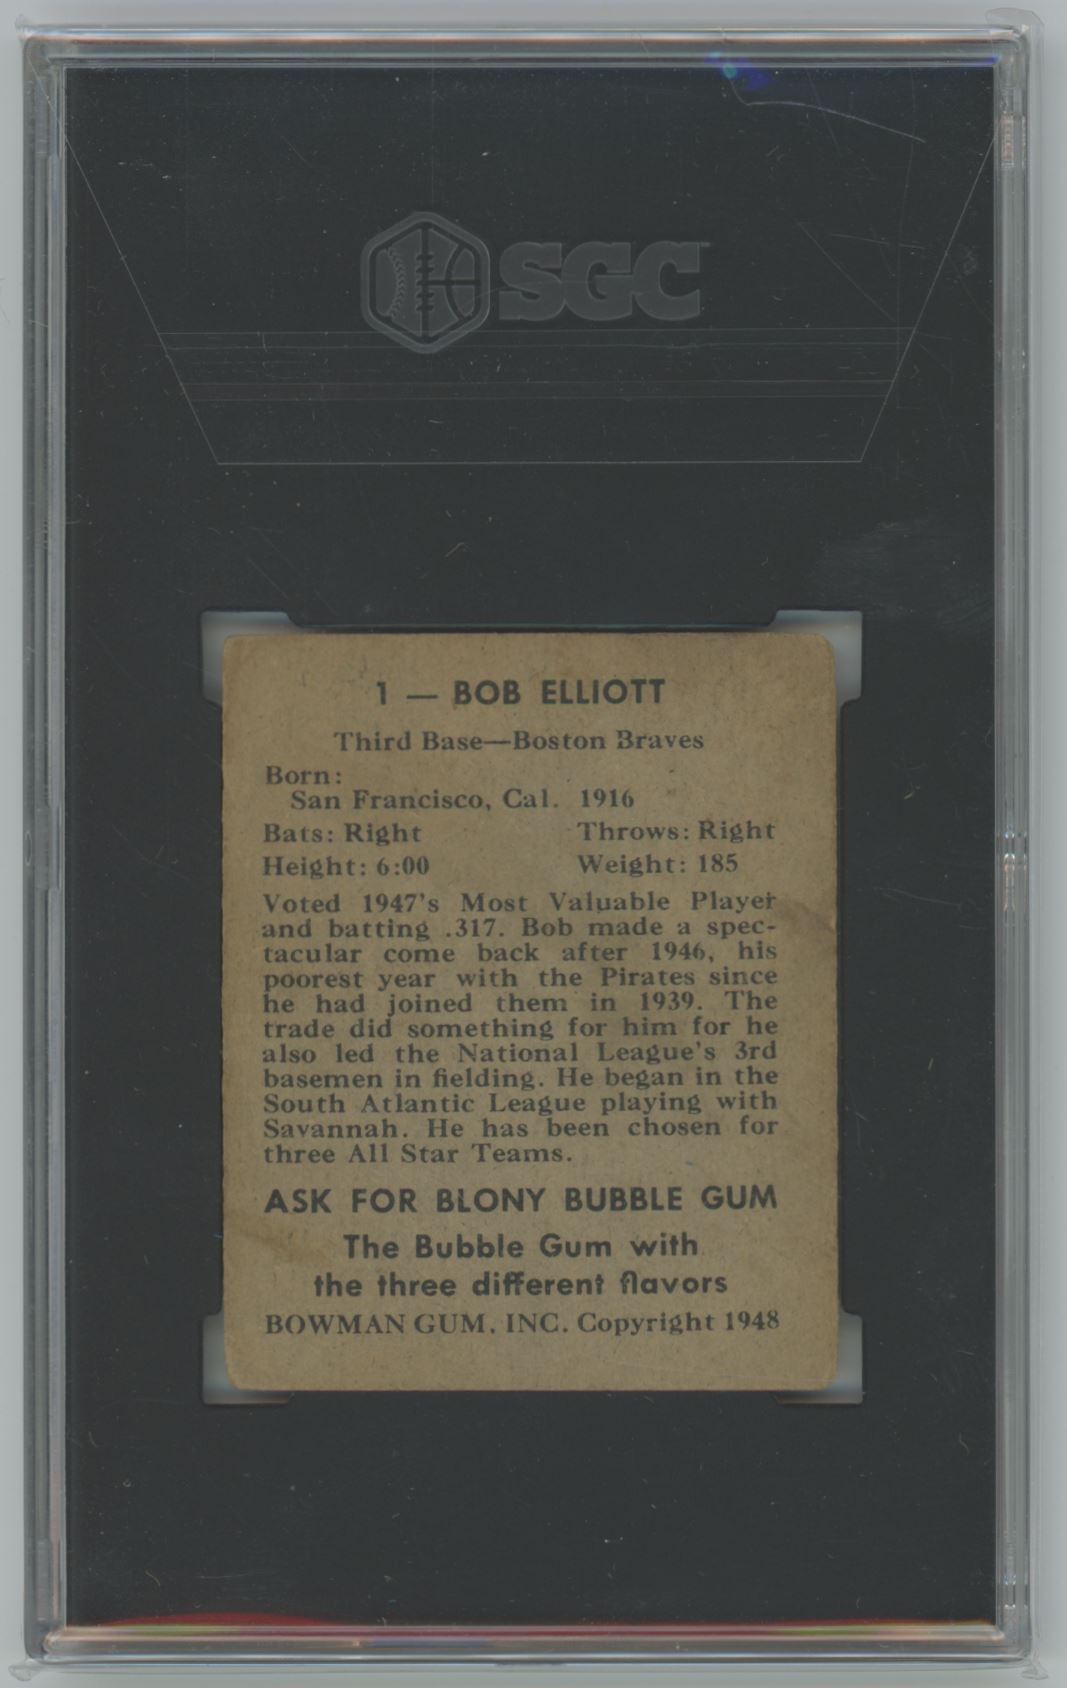 SGC
1 — BOB ELLIOTT
Third Base—Boston Braves
Born:
San Francisco, Cal. 1916
Bats: Right Throws: Right
Height: 6:00 Weight: 185
Voted 1947's Most Valuable Player
and batting .317. Bob made a spec-
tacular come back after 1946, his
poorest year with the Pirates since
he had joined them in 1939. The
trade did something for him for he
also led the National League's 3rd
basemen in fielding. He began in the
South Atlantic League playing with
Savannah. He has been chosen for
three All Star Teams.
ASK FOR BLONY BUBBLE GUM
The Bubble Gum with
the three different flavors
BOWMAN GUM, INC. Copyright 1948